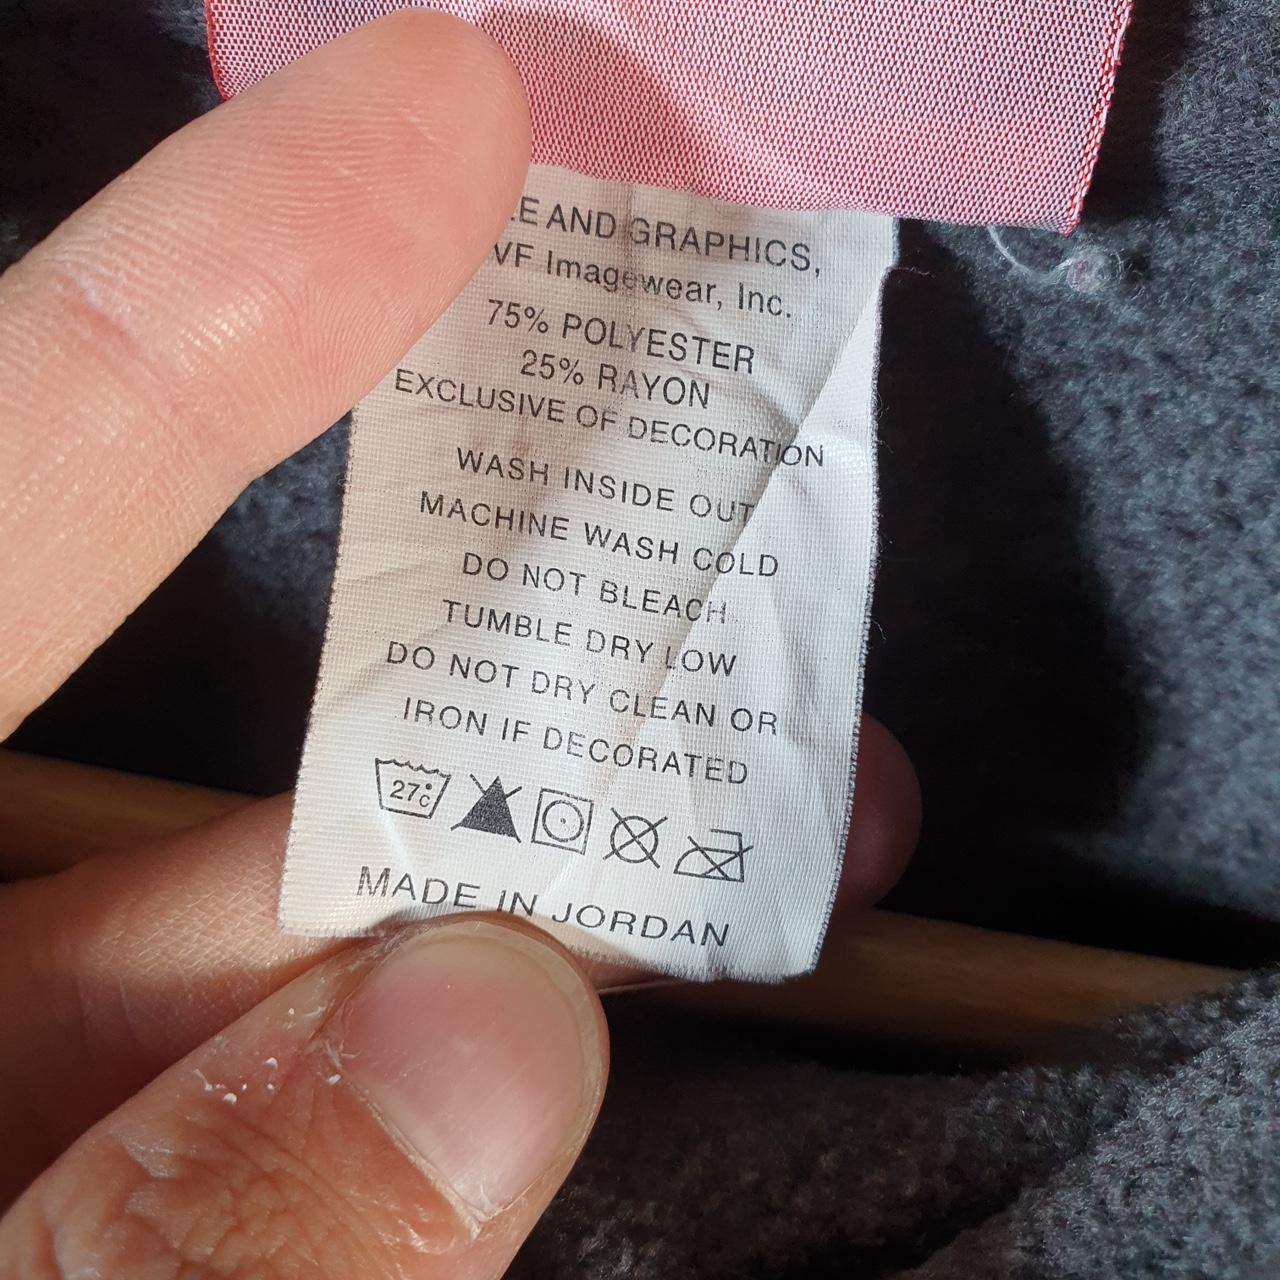 AND GRAPHICS,
VF Imagewear, Inc.
75% POLYESTER
25% RAYON
EXCLUSIVE OF DECORATION
WASH INSIDE OUT
MACHINE WASH COLD
DO NOT BLEACH
TUMBLE DRY LOW
DO NOT DRY CLEAN OR
IRON IF DECORATED
27°C
MADE IN JORDAN